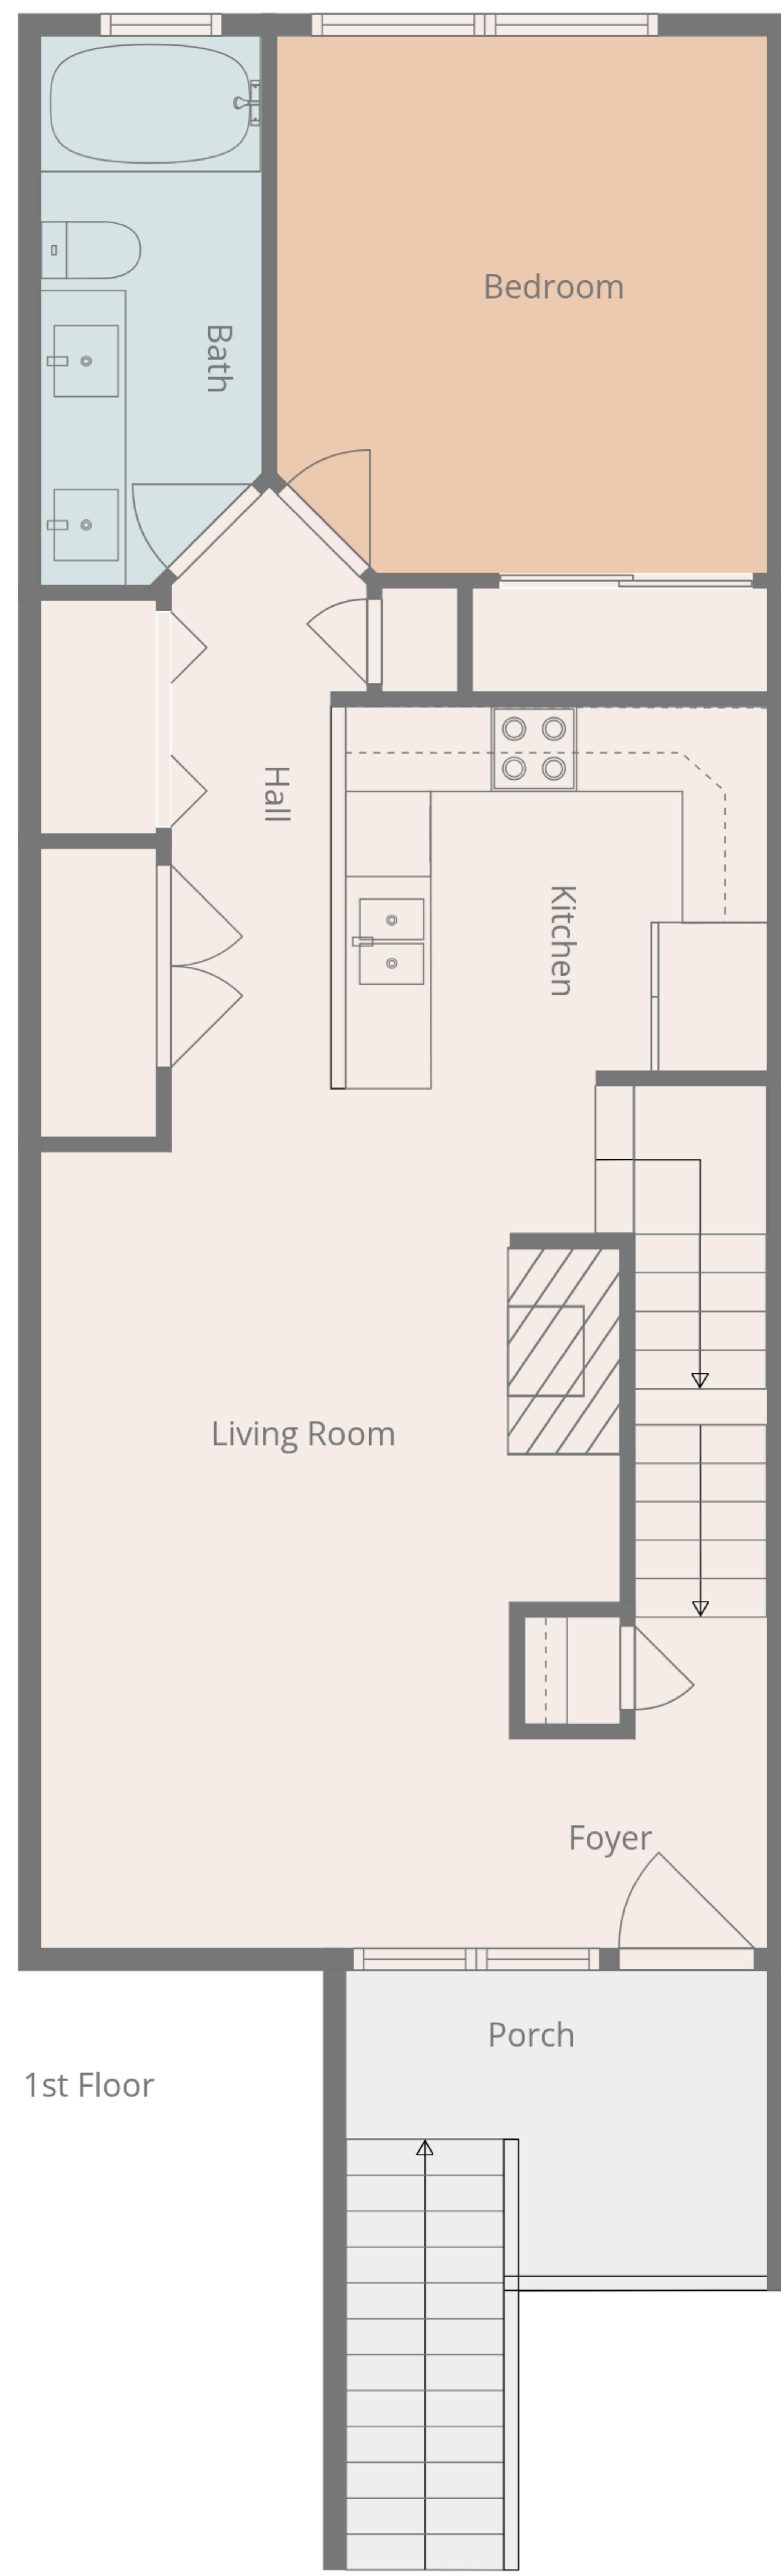 Bedroom
Bath
Hall
Kitchen
Living Room
Foyer
Porch
1st Floor